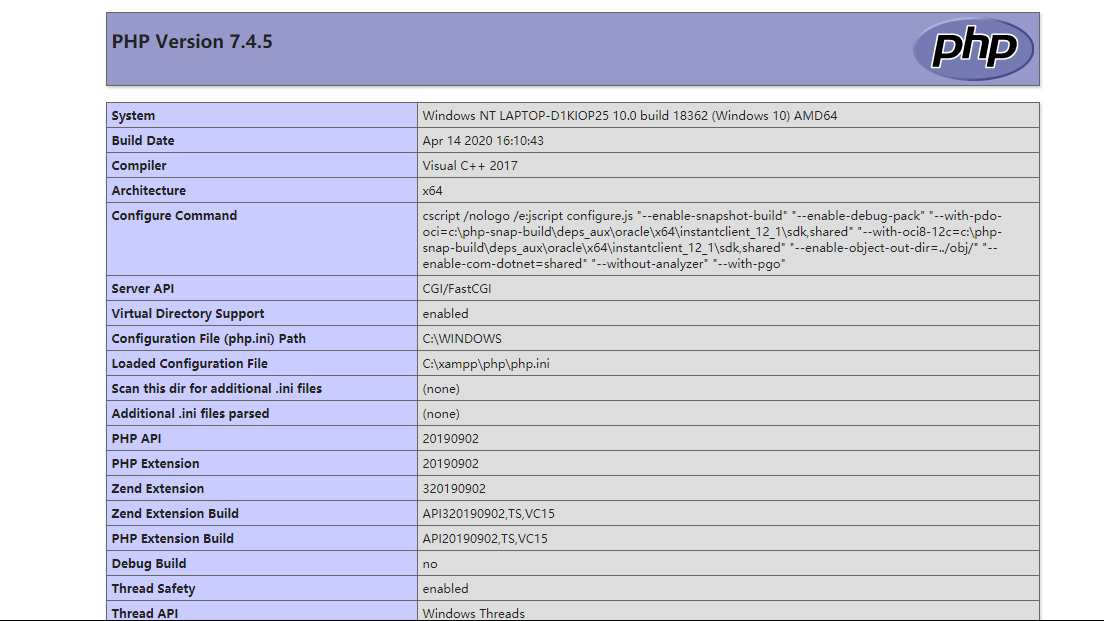 PHP Version 7.4.5
php
System Windows NT LAPTOP-D1KIOP25 10.0 build 18362 (Windows 10) AMD64
Build Date Apr 14 2020 16:10:43
Compiler Visual C++ 2017
Architecture x64
Configure Command cscript /nologo /e:jscript configure.js "--enable-snapshot-build" "--enable-debug-pack" "--with-pdo-
oci=c:\php-snap-build\deps_aux\oracle\x64\instantclient_12_1\sdk,shared" "--with-oci8-12c=c:\php-
snap-build\deps_aux\oracle\x64\instantclient_12_1\sdk,shared" "--enable-object-out-dir=../obj/" "--
enable-com-dotnet=shared" "--without-analyzer" "--with-pgo"
Server API CGI/FastCGI
Virtual Directory Support enabled
Configuration File (php.ini) Path C:\WINDOWS
Loaded Configuration File C:\xampp\php\php.ini
Scan this dir for additional .ini files (none)
Additional .ini files parsed (none)
PHP API 20190902
PHP Extension 20190902
Zend Extension 320190902
Zend Extension Build API320190902,TS,VC15
PHP Extension Build API20190902,TS,VC15
Debug Build no
Thread Safety enabled
Thread API Windows Threads